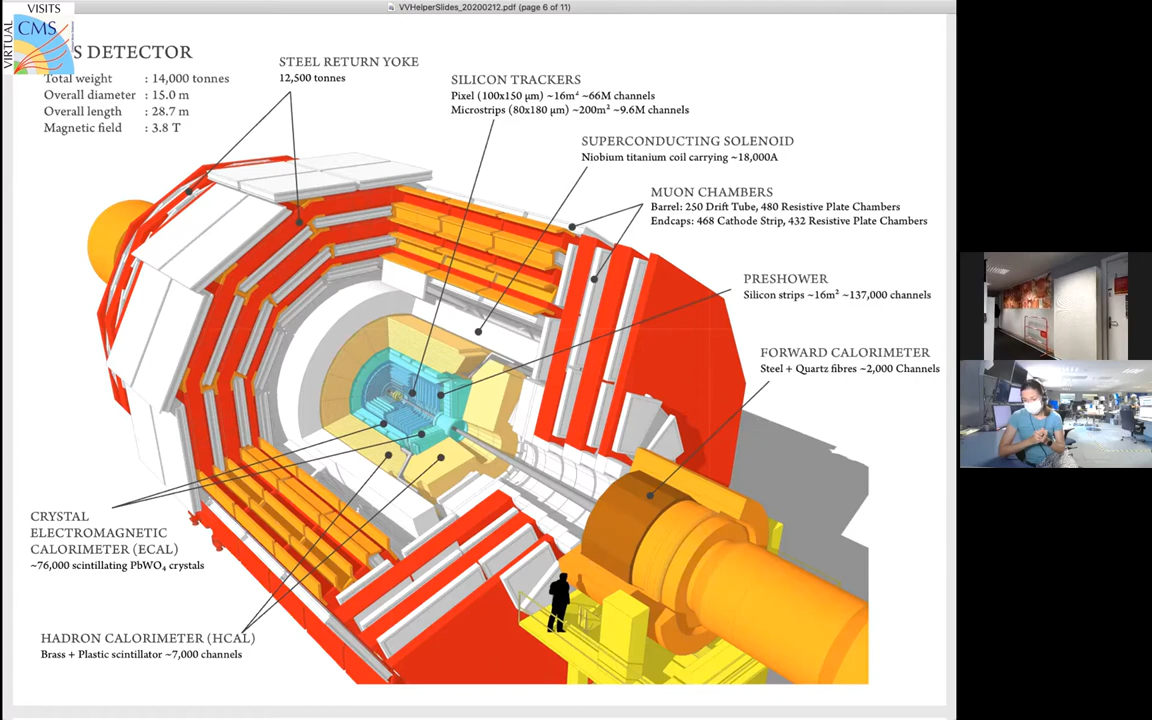 VVHelperSlides_20200212.pdf (page 6 of 11)
VISITS
VIRTUAL
CMS
S DETECTOR
Total weight : 14,000 tonnes
Overall diameter : 15.0 m
Overall length : 28.7 m
Magnetic field : 3.8 T
STEEL RETURN YOKE
12,500 tonnes
SILICON TRACKERS
Pixel (100x150 μm) ~16m² ~66M channels
Microstrips (80x180 μm) ~200m² ~9.6M channels
SUPERCONDUCTING SOLENOID
Niobium titanium coil carrying ~18,000A
MUON CHAMBERS
Barrel: 250 Drift Tube, 480 Resistive Plate Chambers
Endcaps: 468 Cathode Strip, 432 Resistive Plate Chambers
PRESHOWER
Silicon strips ~16m² ~137,000 channels
FORWARD CALORIMETER
Steel + Quartz fibres ~2,000 Channels
CRYSTAL
ELECTROMAGNETIC
CALORIMETER (ECAL)
~76,000 scintillating PbWO₄ crystals
HADRON CALORIMETER (HCAL)
Brass + Plastic scintillator ~7,000 channels